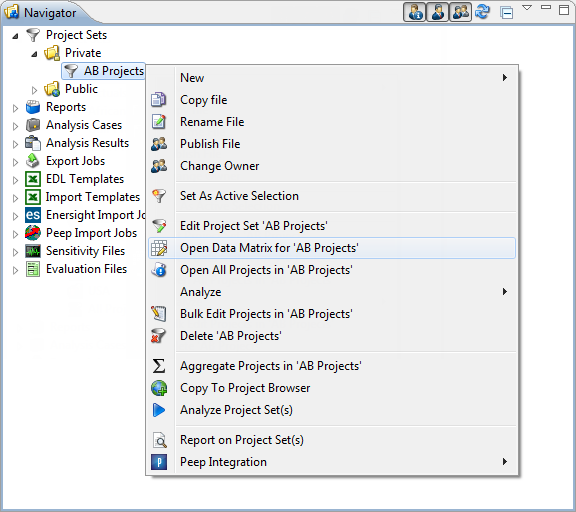 Navigator
Project Sets
Private
AB Projects
Public
Reports
Analysis Cases
Analysis Results
Export Jobs
EDL Templates
Import Templates
es Enersight Import Jo
Peep Import Jobs
Sensitivity Files
Evaluation Files
New
Copy file
Rename File
Publish File
Change Owner
Set As Active Selection
Edit Project Set 'AB Projects'
Open Data Matrix for 'AB Projects'
Open All Projects in 'AB Projects'
Analyze
Bulk Edit Projects in 'AB Projects'
Delete 'AB Projects'
Σ Aggregate Projects in 'AB Projects'
Copy To Project Browser
Analyze Project Set(s)
Report on Project Set(s)
P Peep Integration